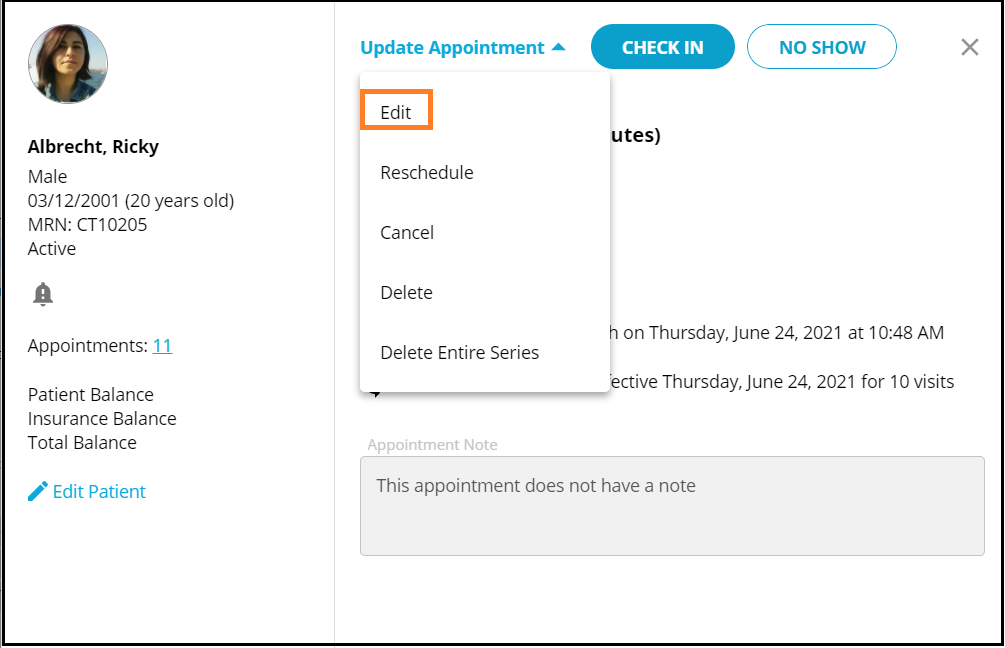 Albrecht, Ricky
Male
03/12/2001 (20 years old)
MRN: CT10205
Active
Appointments: 11
Patient Balance
Insurance Balance
Total Balance
Edit Patient
Update Appointment
CHECK IN
NO SHOW
Edit
Reschedule
Cancel
Delete
Delete Entire Series
utes)
on Thursday, June 24, 2021 at 10:48 AM
ective Thursday, June 24, 2021 for 10 visits
Appointment Note
This appointment does not have a note